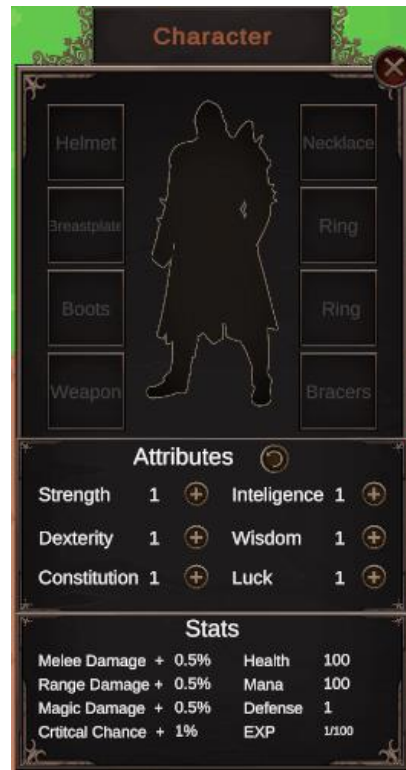 Character
Helmet Necklace
Breastplate Ring
Boots Ring
Weapon Bracers
Attributes
Strength 1 Inteligence 1
Dexterity 1 Wisdom 1
Constitution 1 Luck 1
Stats
Melee Damage + 0.5% Health 100
Range Damage + 0.5% Mana 100
Magic Damage + 0.5% Defense 1
Crtitcal Chance + 1% EXP 1/100